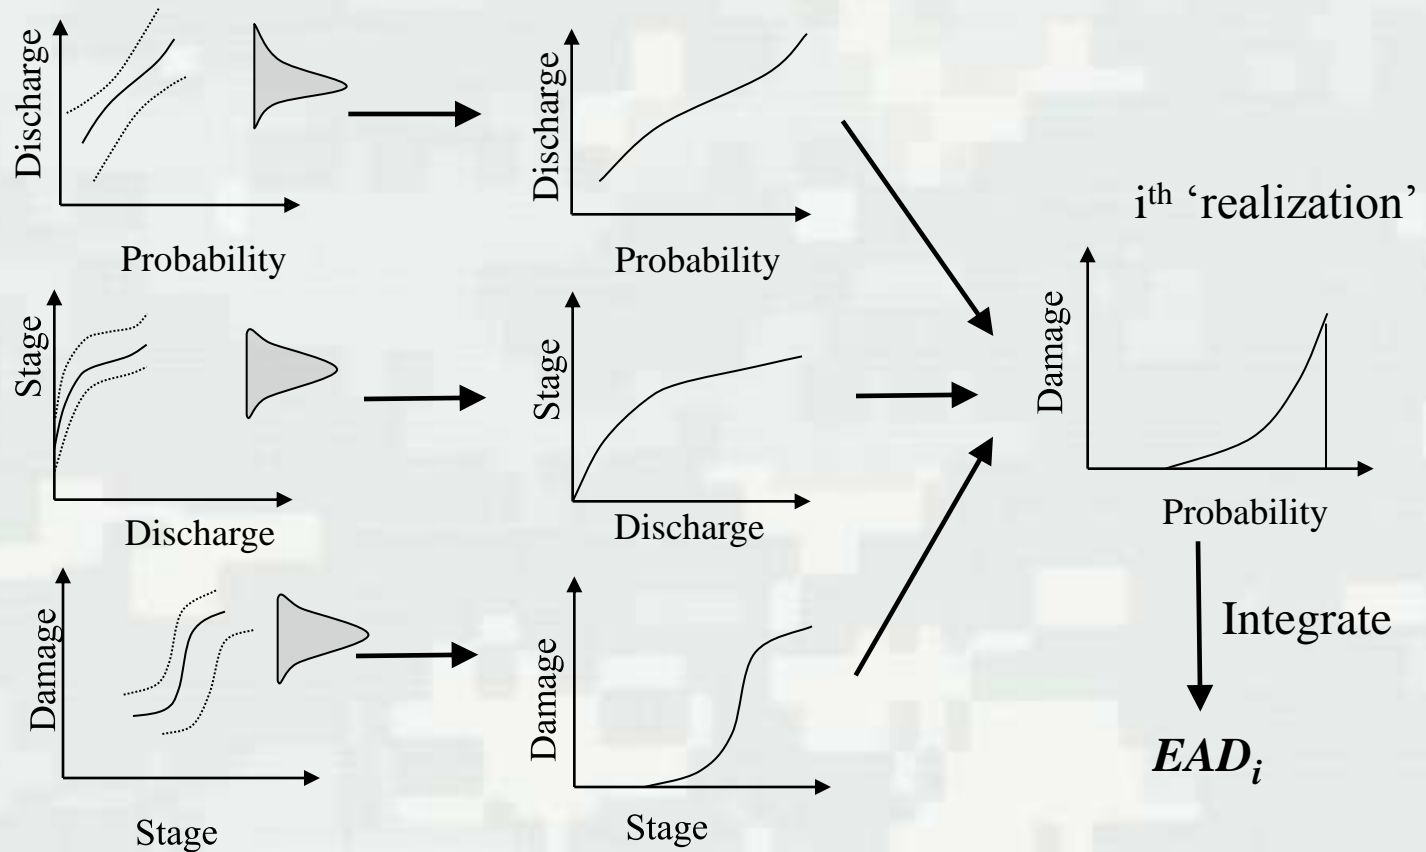 Discharge
Probability
Discharge
Probability
Stage
Discharge
Stage
Discharge
Damage
Stage
Damage
Stage
iᵗʰ ‘realization’
Damage
Probability
Integrate
EADᵢ